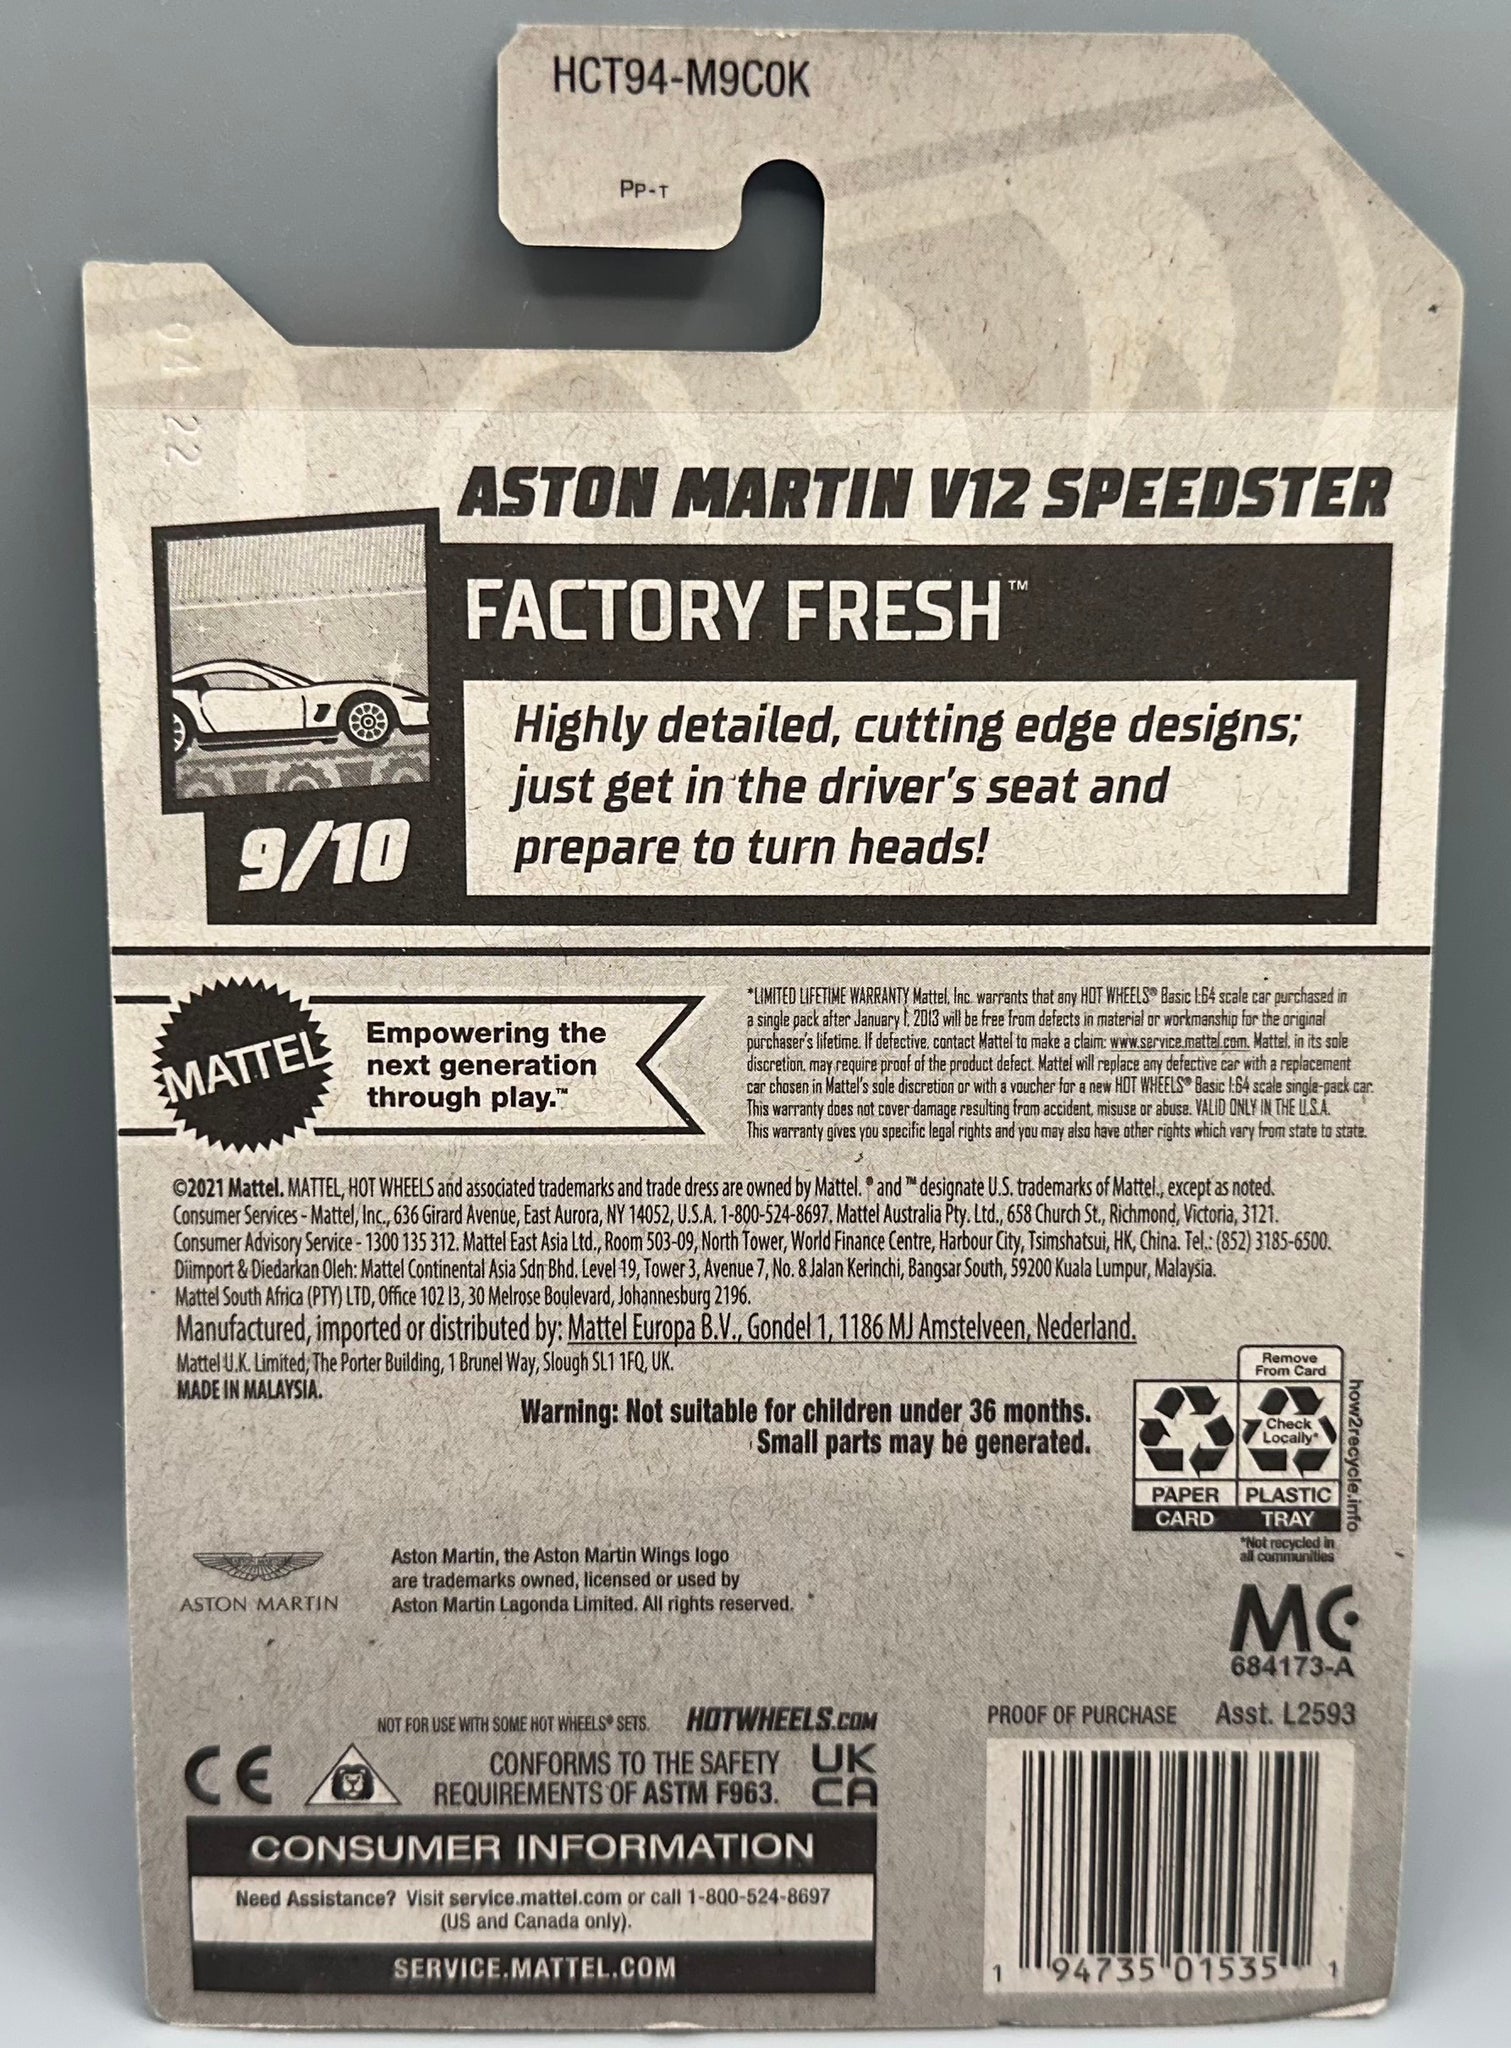 HCT94-M9C0K
PP-T
04-22
ASTON MARTIN V12 SPEEDSTER
FACTORY FRESH™
Highly detailed, cutting edge designs;
just get in the driver's seat and
prepare to turn heads!
9/10
MATTEL
Empowering the
next generation
through play.™
*LIMITED LIFETIME WARRANTY Mattel, Inc. warrants that any HOT WHEELS® Basic 1:64 scale car purchased in
a single pack after January 1, 2013 will be free from defects in material or workmanship for the original
purchaser's lifetime. If defective, contact Mattel to make a claim: www.service.mattel.com. Mattel, in its sole
discretion, may require proof of the product defect. Mattel will replace any defective car with a replacement
car chosen in Mattel's sole discretion or with a voucher for a new HOT WHEELS® Basic 1:64 scale single-pack car.
This warranty does not cover damage resulting from accident, misuse or abuse. VALID ONLY IN THE U.S.A.
This warranty gives you specific legal rights and you may also have other rights which vary from state to state.
©2021 Mattel. MATTEL, HOT WHEELS and associated trademarks and trade dress are owned by Mattel. ® and ™ designate U.S. trademarks of Mattel., except as noted.
Consumer Services - Mattel, Inc., 636 Girard Avenue, East Aurora, NY 14052, U.S.A. 1-800-524-8697. Mattel Australia Pty. Ltd., 658 Church St., Richmond, Victoria, 3121.
Consumer Advisory Service - 1300 135 312. Mattel East Asia Ltd., Room 503-09, North Tower, World Finance Centre, Harbour City, Tsimshatsui, HK, China. Tel.: (852) 3185-6500.
Diimport & Diedarkan Oleh: Mattel Continental Asia Sdn Bhd. Level 19, Tower 3, Avenue 7, No. 8 Jalan Kerinchi, Bangsar South, 59200 Kuala Lumpur, Malaysia.
Mattel South Africa (PTY) LTD, Office 102 I3, 30 Melrose Boulevard, Johannesburg 2196.
Manufactured, imported or distributed by: Mattel Europa B.V., Gondel 1, 1186 MJ Amstelveen, Nederland.
Mattel U.K. Limited, The Porter Building, 1 Brunel Way, Slough SL1 1FQ, UK.
MADE IN MALAYSIA.
Warning: Not suitable for children under 36 months.
Small parts may be generated.
Remove
From Card
Check
Locally*
PAPER
CARD
PLASTIC
TRAY
how2recycle.info
*Not recycled in
all communities
ASTON MARTIN
Aston Martin, the Aston Martin Wings logo
are trademarks owned, licensed or used by
Aston Martin Lagonda Limited. All rights reserved.
MC
684173-A
NOT FOR USE WITH SOME HOT WHEELS® SETS.
HOTWHEELS.COM
PROOF OF PURCHASE
Asst. L2593
CE
CONFORMS TO THE SAFETY
REQUIREMENTS OF ASTM F963.
UK
CA
CONSUMER INFORMATION
Need Assistance? Visit service.mattel.com or call 1-800-524-8697
(US and Canada only).
SERVICE.MATTEL.COM
1 94735 01535 1